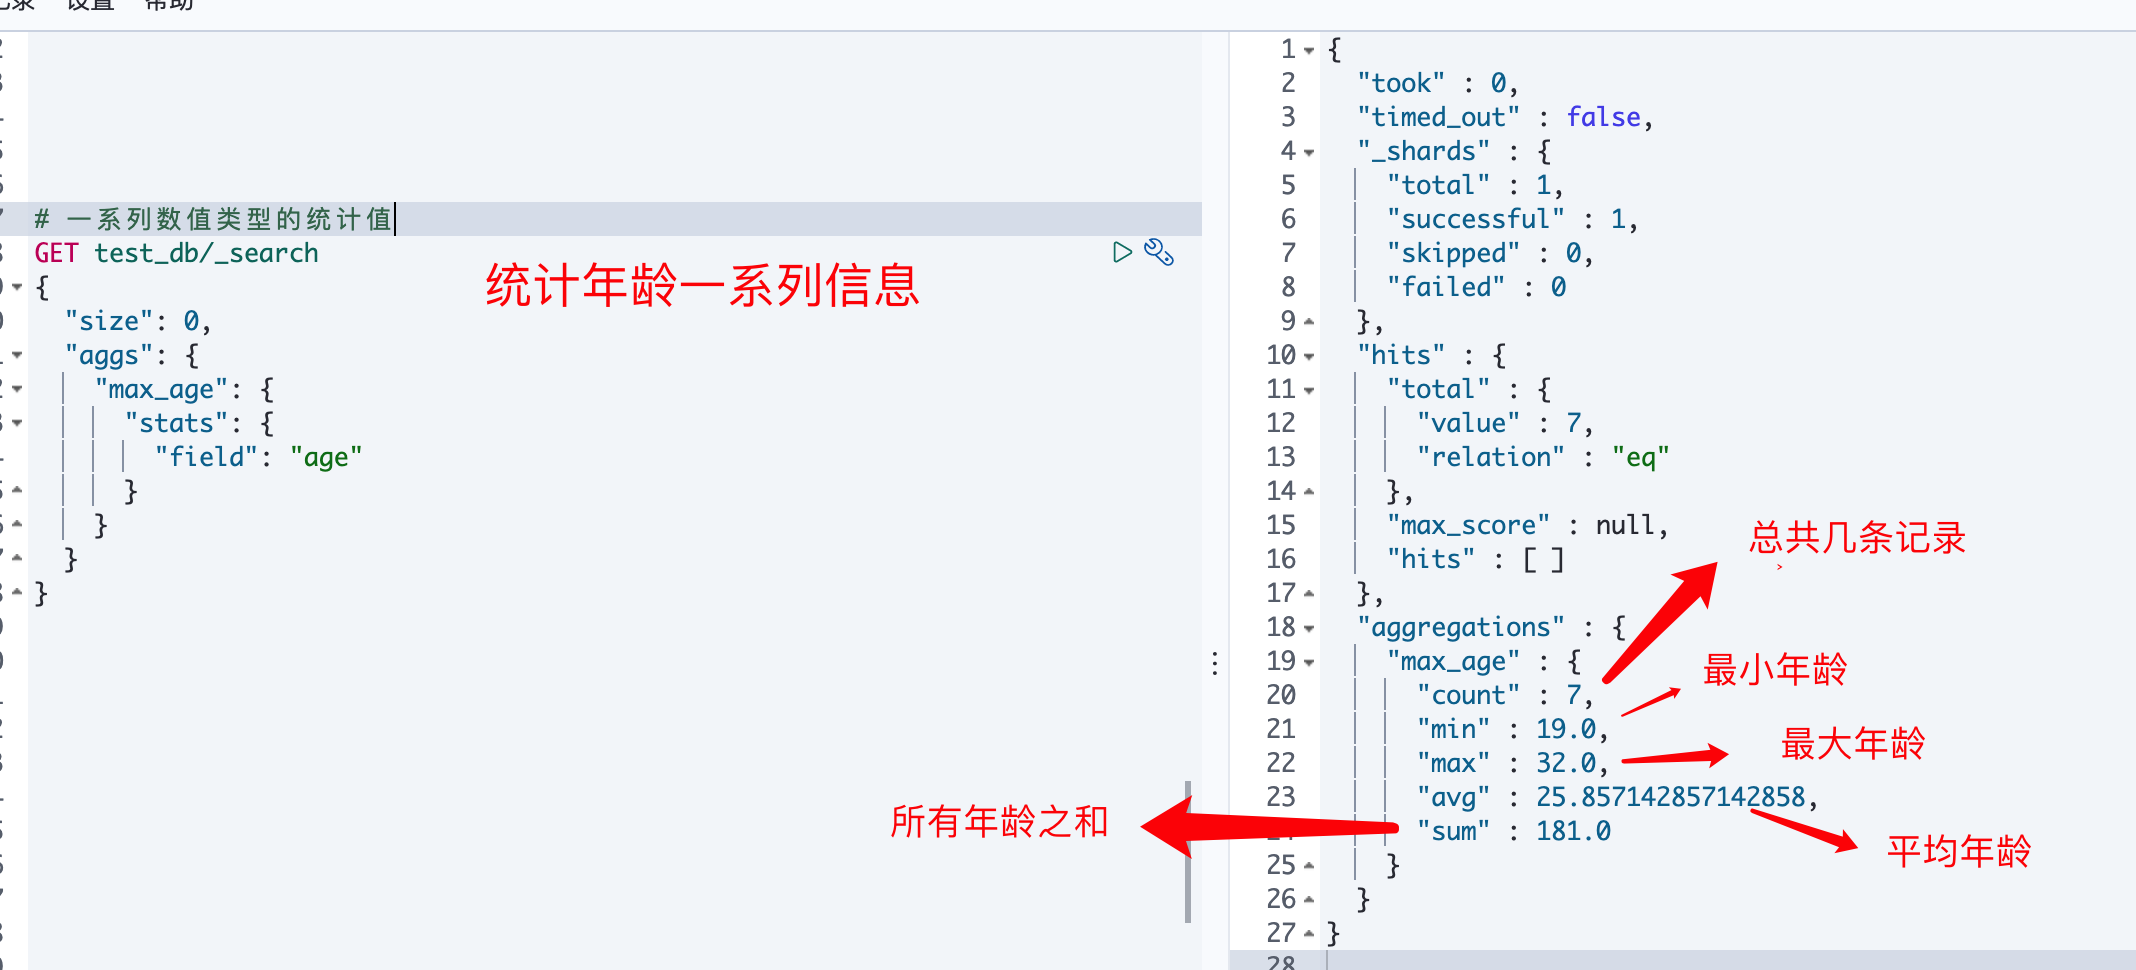 设置 帮助
# 一系列数值类型的统计值
GET test_db/_search
统计年龄一系列信息
{
"size": 0,
"aggs": {
"max_age": {
"stats": {
"field": "age"
}
}
}
}
所有年龄之和
1 {
2 "took" : 0,
3 "timed_out" : false,
4 "_shards" : {
5 "total" : 1,
6 "successful" : 1,
7 "skipped" : 0,
8 "failed" : 0
9 },
10 "hits" : {
11 "total" : {
12 "value" : 7,
13 "relation" : "eq"
14 },
15 "max_score" : null,
总共几条记录
16 "hits" : [ ]
17 },
18 "aggregations" : {
19 "max_age" : {
最小年龄
20 "count" : 7,
21 "min" : 19.0,
最大年龄
22 "max" : 32.0,
23 "avg" : 25.857142857142858,
"sum" : 181.0
平均年龄
25 }
26 }
27 }
28